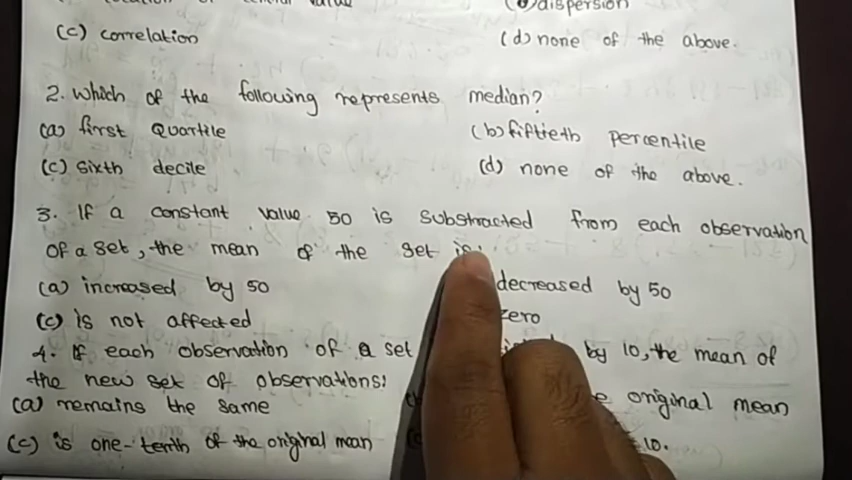 (b) dispersion
(c) correlation
(d) none of the above.
2. Which of the following represents median?
(a) first Quartile
(b) fiftieth percentile
(c) sixth decile
(d) none of the above.
3. If a constant value 50 is substracted from each observation
of a set, the mean of the set is:
(a) increased by 50
decreased by 50
(c) is not affected
zero
4. If each observation of a set by 10, the mean of
the new set of observations:
(a) remains the same
original mean
(c) is one-tenth of the original mean
10.